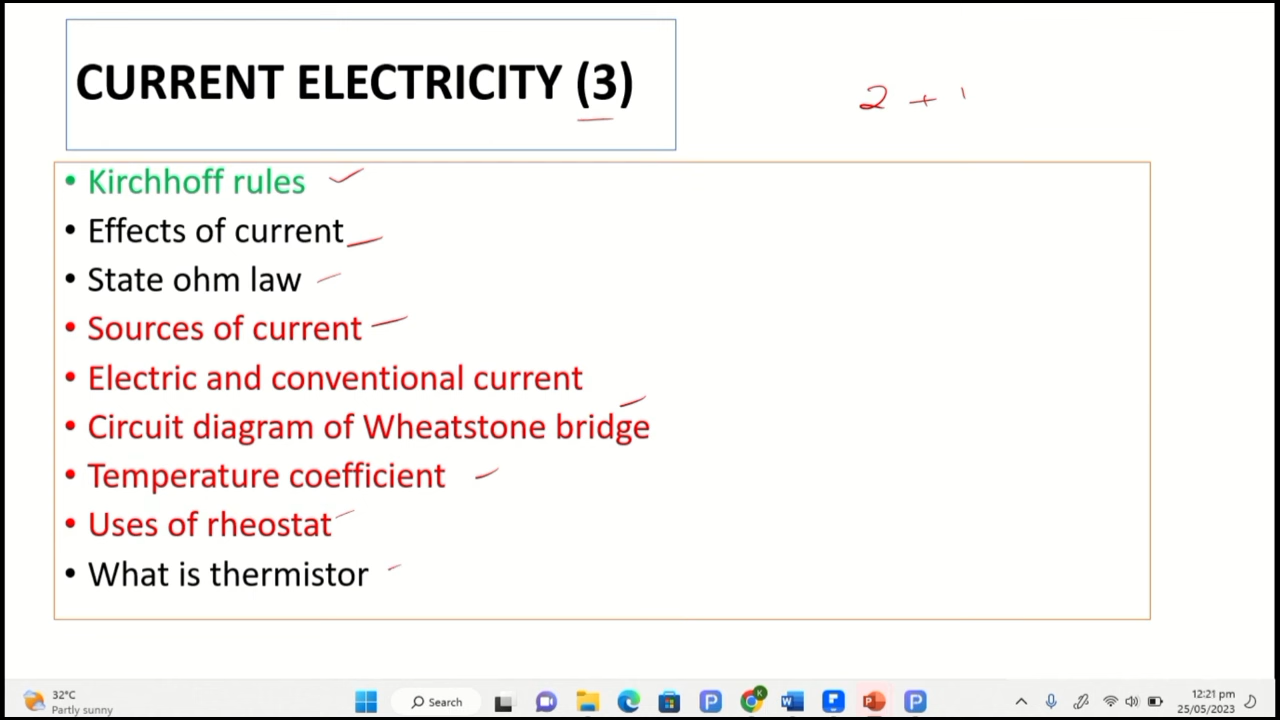 CURRENT ELECTRICITY (3)
2 +
• Kirchhoff rules
• Effects of current
• State ohm law
• Sources of current
• Electric and conventional current
• Circuit diagram of Wheatstone bridge
• Temperature coefficient
• Uses of rheostat
• What is thermistor
32°C
Partly sunny
Search
12:21 pm
25/05/2023